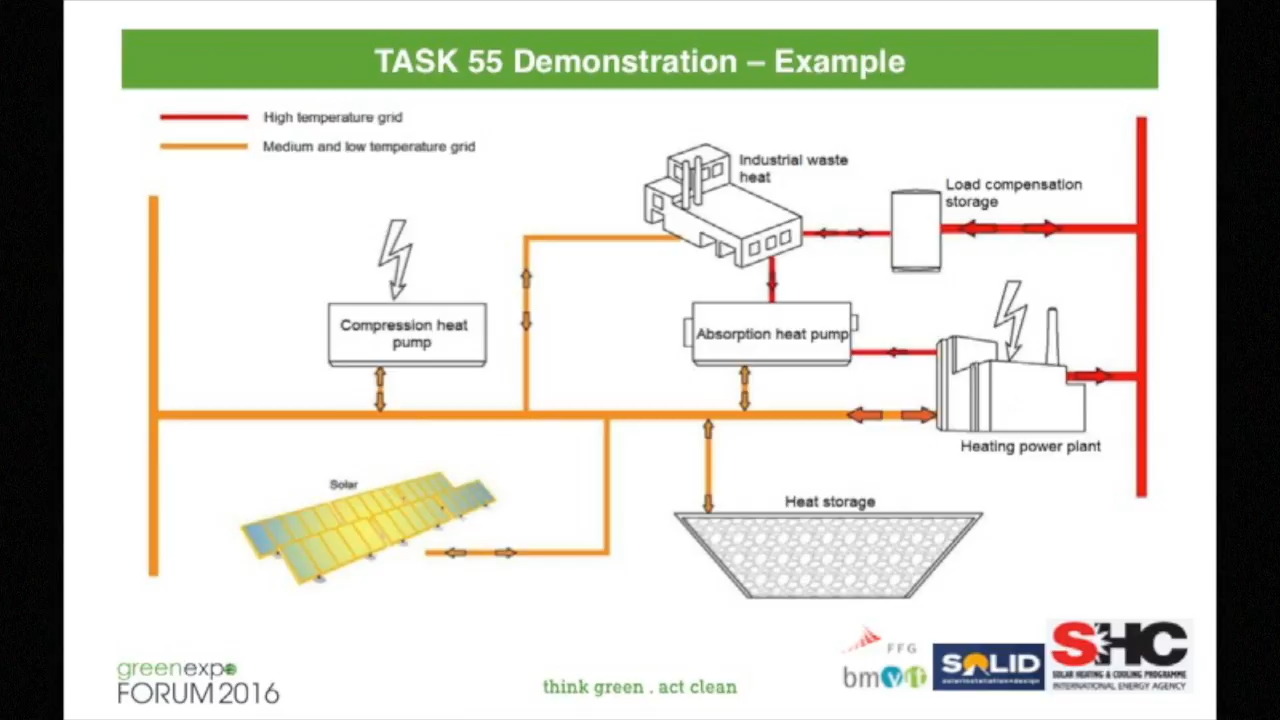 TASK 55 Demonstration – Example
High temperature grid
Medium and low temperature grid
Industrial waste
heat
Load compensation
storage
Compression heat
pump
Absorption heat pump
Heating power plant
Solar
Heat storage
greenexpo
FORUM 2016
think green . act clean
FFG
bmvit
SOLID
SHC
SOLAR HEATING & COOLING PROGRAMME
INTERNATIONAL ENERGY AGENCY